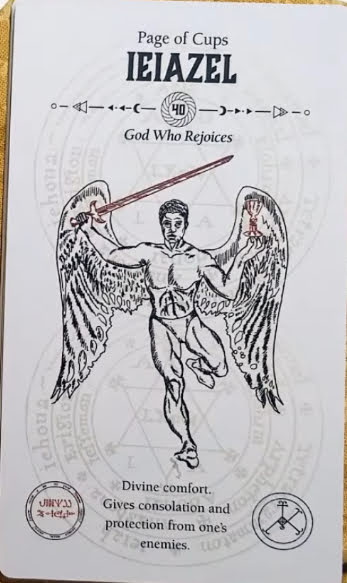 Page of Cups
IEIAZEL
40
God Who Rejoices
Divine comfort.
Gives consolation and
protection from one's
enemies.